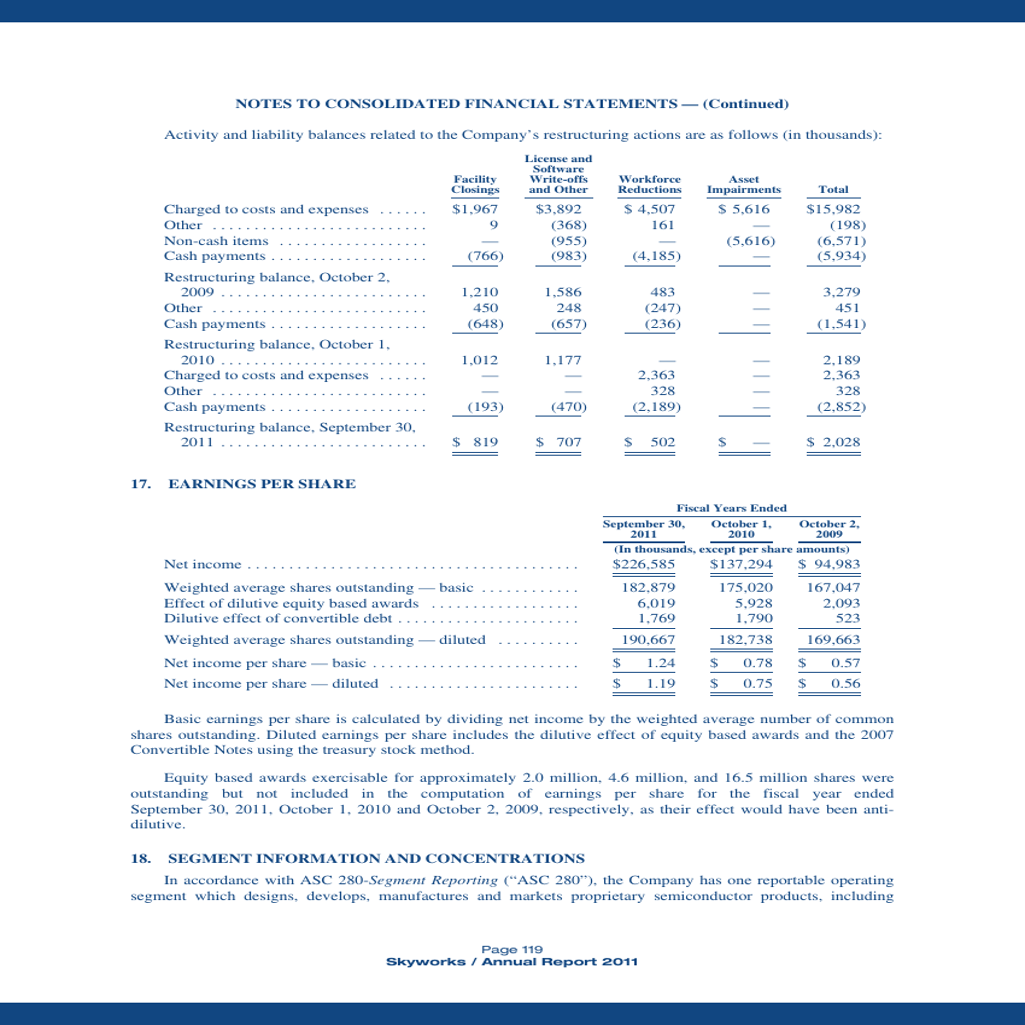 NOTES TO CONSOLIDATED FINANCIAL STATEMENTS — (Continued)
Activity and liability balances related to the Company's restructuring actions are as follows (in thousands):
Facility Closings License and Software Write-offs and Other Workforce Reductions Asset Impairments Total
Charged to costs and expenses ...... $1,967 $3,892 $ 4,507 $ 5,616 $15,982
Other .......................... 9 (368) 161 — (198)
Non-cash items .................. — (955) — (5,616) (6,571)
Cash payments ................... (766) (983) (4,185) — (5,934)
Restructuring balance, October 2,
2009 ......................... 1,210 1,586 483 — 3,279
Other .......................... 450 248 (247) — 451
Cash payments ................... (648) (657) (236) — (1,541)
Restructuring balance, October 1,
2010 ......................... 1,012 1,177 — — 2,189
Charged to costs and expenses ...... — — 2,363 — 2,363
Other .......................... — — 328 — 328
Cash payments ................... (193) (470) (2,189) — (2,852)
Restructuring balance, September 30,
2011 ......................... $ 819 $ 707 $ 502 $ — $ 2,028
17. EARNINGS PER SHARE
Fiscal Years Ended
September 30, 2011 October 1, 2010 October 2, 2009
(In thousands, except per share amounts)
Net income ........................................ $226,585 $137,294 $ 94,983
Weighted average shares outstanding — basic ............ 182,879 175,020 167,047
Effect of dilutive equity based awards .................. 6,019 5,928 2,093
Dilutive effect of convertible debt ...................... 1,769 1,790 523
Weighted average shares outstanding — diluted .......... 190,667 182,738 169,663
Net income per share — basic ......................... $ 1.24 $ 0.78 $ 0.57
Net income per share — diluted ....................... $ 1.19 $ 0.75 $ 0.56
Basic earnings per share is calculated by dividing net income by the weighted average number of common
shares outstanding. Diluted earnings per share includes the dilutive effect of equity based awards and the 2007
Convertible Notes using the treasury stock method.
Equity based awards exercisable for approximately 2.0 million, 4.6 million, and 16.5 million shares were
outstanding but not included in the computation of earnings per share for the fiscal year ended
September 30, 2011, October 1, 2010 and October 2, 2009, respectively, as their effect would have been anti-
dilutive.
18. SEGMENT INFORMATION AND CONCENTRATIONS
In accordance with ASC 280-Segment Reporting ("ASC 280"), the Company has one reportable operating
segment which designs, develops, manufactures and markets proprietary semiconductor products, including
Page 119
Skyworks / Annual Report 2011